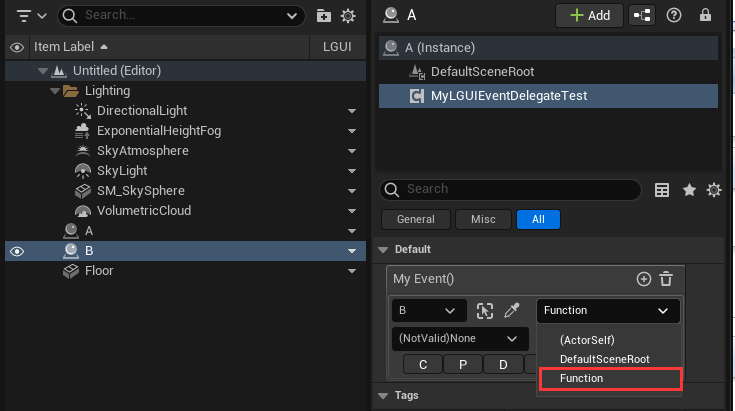 Search...
Item Label
LGUI
Untitled (Editor)
Lighting
DirectionalLight
ExponentialHeightFog
SkyAtmosphere
SkyLight
SM_SkySphere
VolumetricCloud
A
B
Floor
A
Add
A (Instance)
DefaultSceneRoot
MyLGUIEventDelegateTest
Search
General
Misc
All
Default
My Event()
B
Function
(NotValid)None
(ActorSelf)
DefaultSceneRoot
Function
C
P
D
Tags